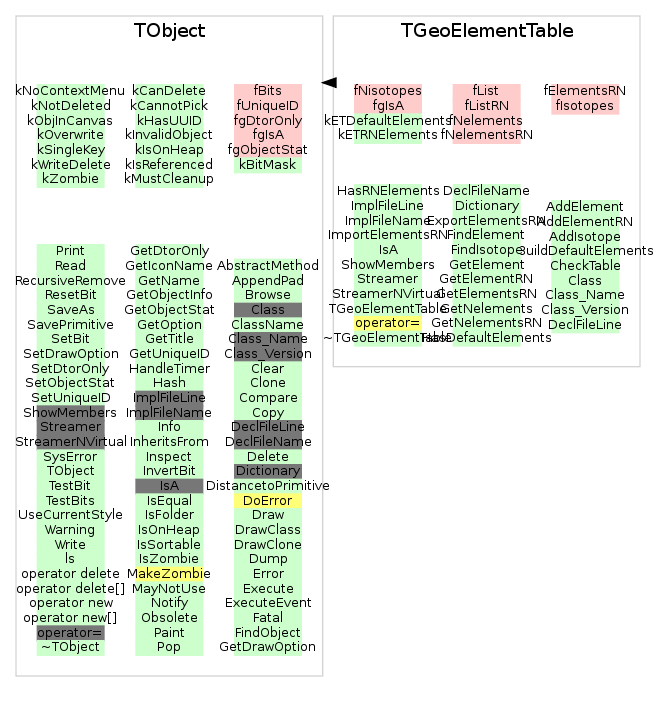 TObject
kNoContextMenu
kNotDeleted
kObjInCanvas
kOverwrite
kSingleKey
kWriteDelete
kZombie
kCanDelete
kCannotPick
kHasUUID
kInvalidObject
kIsOnHeap
kIsReferenced
kMustCleanup
fBits
fUniqueID
fgDtorOnly
fgIsA
fgObjectStat
kBitMask
Print
Read
RecursiveRemove
ResetBit
SaveAs
SavePrimitive
SetBit
SetDrawOption
SetDtorOnly
SetObjectStat
SetUniqueID
ShowMembers
Streamer
StreamerNVirtual
SysError
TObject
TestBit
TestBits
UseCurrentStyle
Warning
Write
ls
operator delete
operator delete[]
operator new
operator new[]
operator=
~TObject
GetDtorOnly
GetIconName
GetName
GetObjectInfo
GetObjectStat
GetOption
GetTitle
GetUniqueID
HandleTimer
Hash
ImplFileLine
ImplFileName
Info
InheritsFrom
Inspect
InvertBit
IsA
IsEqual
IsFolder
IsOnHeap
IsSortable
IsZombie
MakeZombie
MayNotUse
Notify
Obsolete
Paint
Pop
AbstractMethod
AppendPad
Browse
Class
ClassName
Class_Name
Class_Version
Clear
Clone
Compare
Copy
DeclFileLine
DeclFileName
Delete
Dictionary
DistancetoPrimitive
DoError
Draw
DrawClass
DrawClone
Dump
Error
Execute
ExecuteEvent
Fatal
FindObject
GetDrawOption
TGeoElementTable
fNisotopes
fgIsA
kETDefaultElements
kETRNElements
fList
fListRN
fNelements
fNelementsRN
fElementsRN
fIsotopes
HasRNElements
ImplFileLine
ImplFileName
ImportElementsRN
IsA
ShowMembers
Streamer
StreamerNVirtual
TGeoElementTable
operator=
~TGeoElementTable
DeclFileName
Dictionary
ExportElementsRN
FindElement
FindIsotope
GetElement
GetElementRN
GetElementsRN
GetNelements
GetNelementsRN
HasDefaultElements
AddElement
AddElementRN
AddIsotope
BuildDefaultElements
CheckTable
Class
Class_Name
Class_Version
DeclFileLine